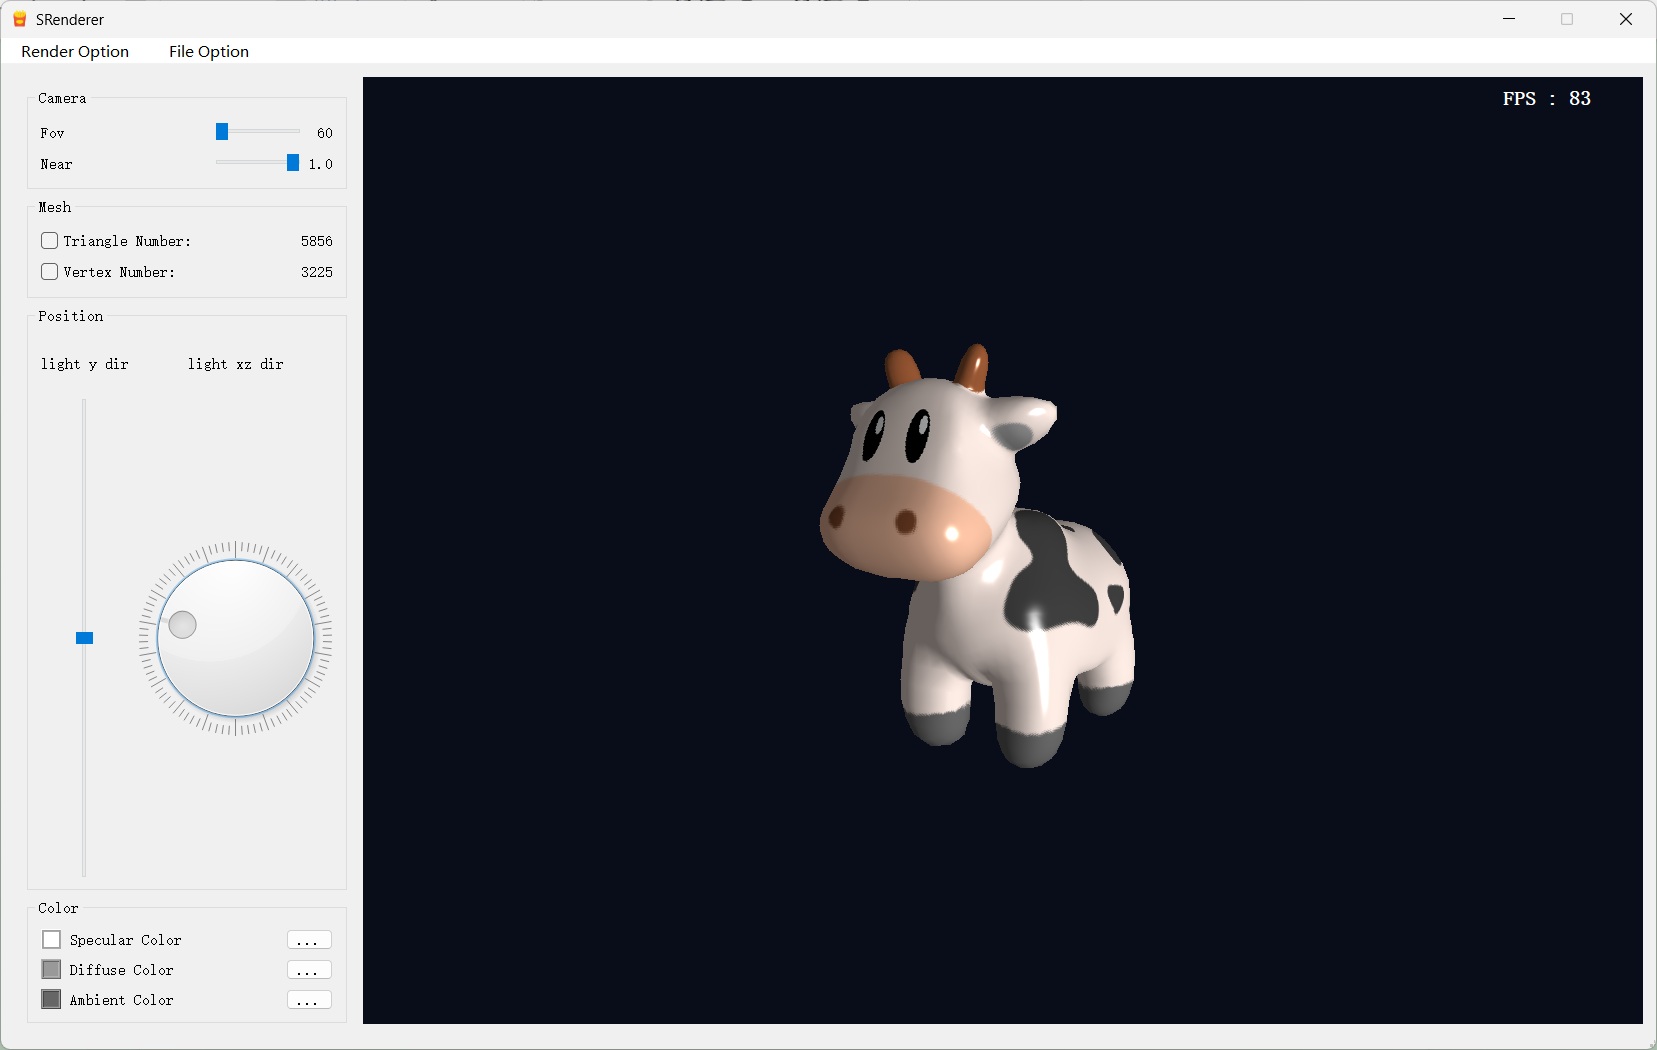 SRenderer
Render Option File Option
FPS : 83
Camera
Fov 60
Near 1.0
Mesh
Triangle Number: 5856
Vertex Number: 3225
Position
light y dir light xz dir
Color
Specular Color ...
Diffuse Color ...
Ambient Color ...